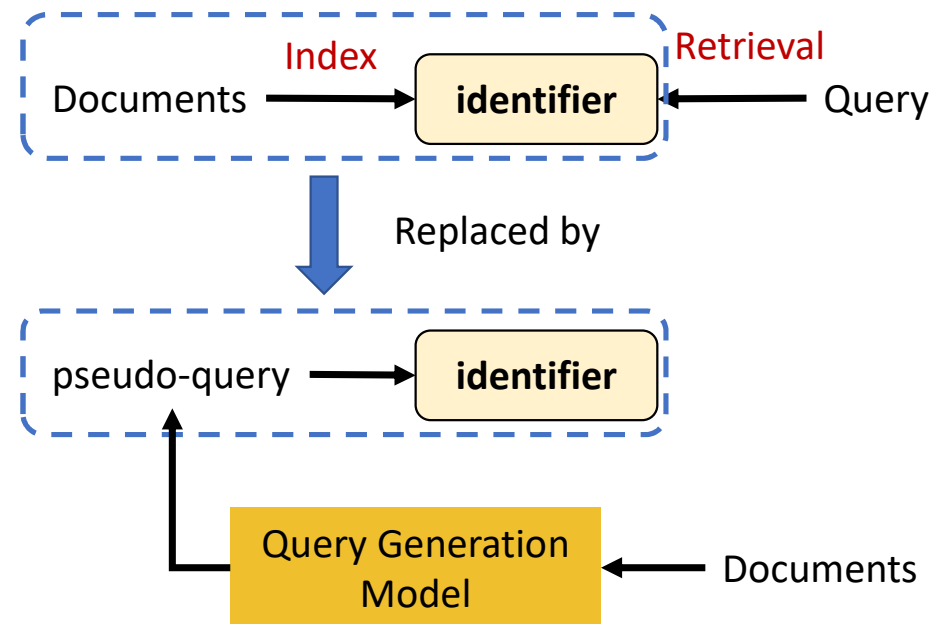 Index
Retrieval
Documents
identifier
Query
Replaced by
pseudo-query
identifier
Query Generation
Model
Documents